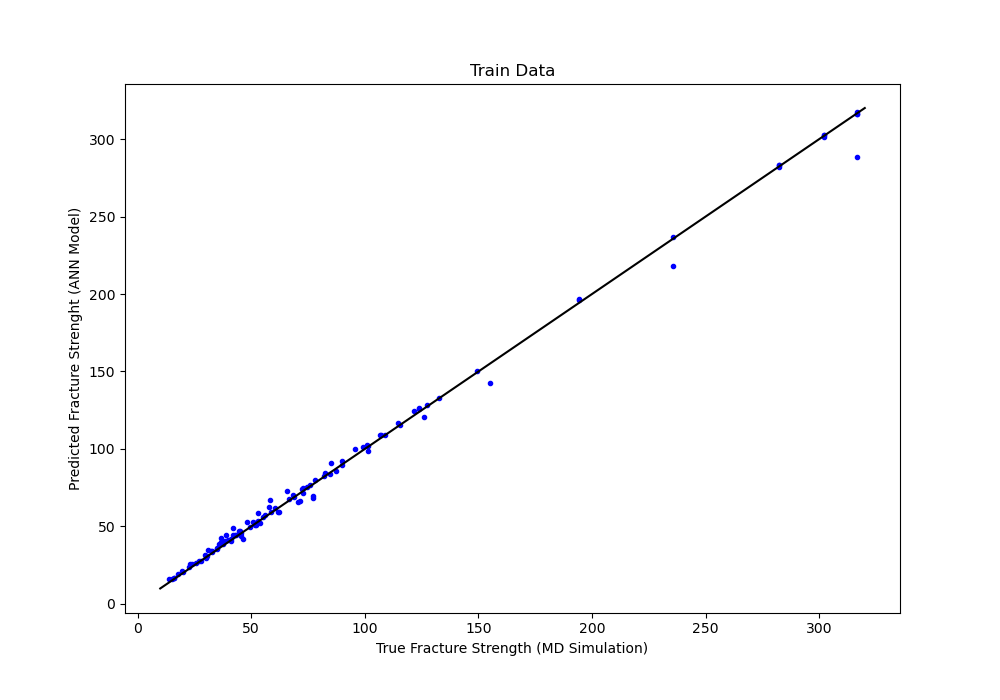 Train Data
Predicted Fracture Strenght (ANN Model)
300
250
200
150
100
50
0
0 50 100 150 200 250 300
True Fracture Strength (MD Simulation)